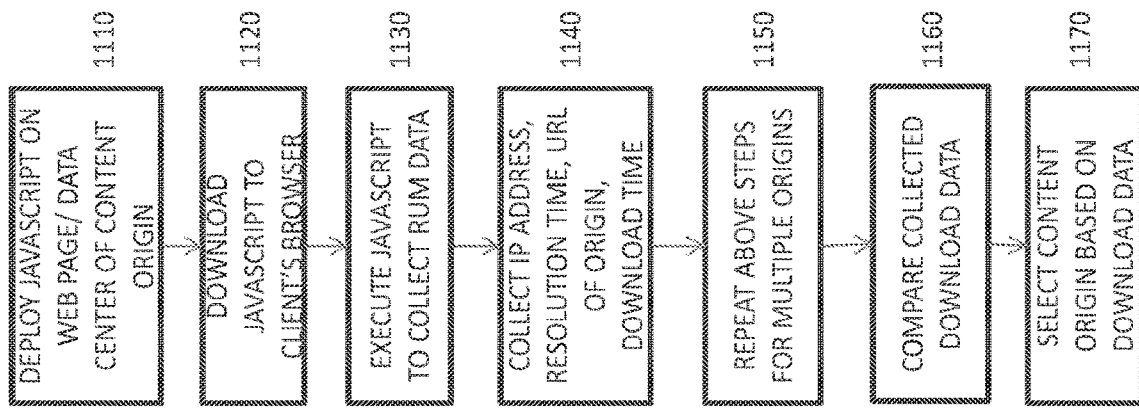 DEPLOY JAVASCRIPT ON
WEB PAGE/ DATA
CENTER OF CONTENT
ORIGIN
1110
DOWNLOAD
JAVASCRIPT TO
CLIENT'S BROWSER
1120
EXECUTE JAVASCRIPT
TO COLLECT RUM DATA
1130
COLLECT IP ADDRESS,
RESOLUTION TIME, URL
OF ORIGIN,
DOWNLOAD TIME
1140
REPEAT ABOVE STEPS
FOR MULTIPLE ORIGINS
1150
COMPARE COLLECTED
DOWNLOAD DATA
1160
SELECT CONTENT
ORIGIN BASED ON
DOWNLOAD DATA
1170